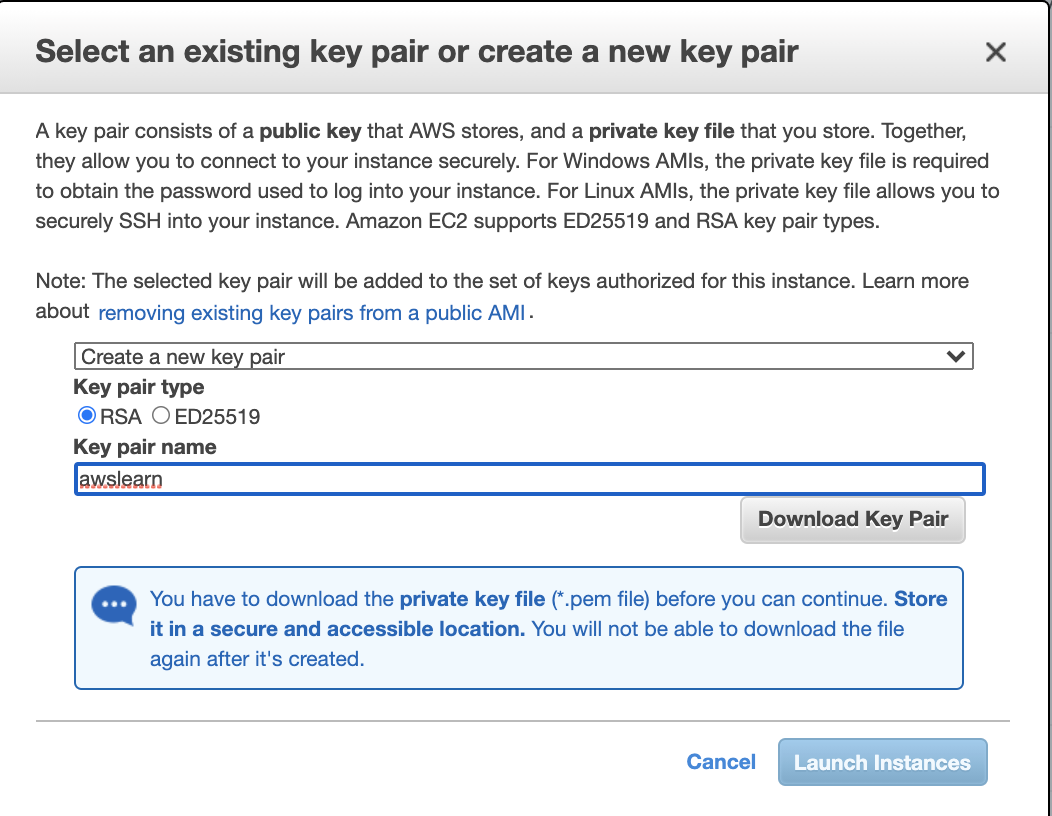 Select an existing key pair or create a new key pair
A key pair consists of a public key that AWS stores, and a private key file that you store. Together,
they allow you to connect to your instance securely. For Windows AMIs, the private key file is required
to obtain the password used to log into your instance. For Linux AMIs, the private key file allows you to
securely SSH into your instance. Amazon EC2 supports ED25519 and RSA key pair types.
Note: The selected key pair will be added to the set of keys authorized for this instance. Learn more
about removing existing key pairs from a public AMI.
Create a new key pair
Key pair type
RSA ED25519
Key pair name
awslearn
Download Key Pair
You have to download the private key file (*.pem file) before you can continue. Store
it in a secure and accessible location. You will not be able to download the file
again after it's created.
Cancel Launch Instances